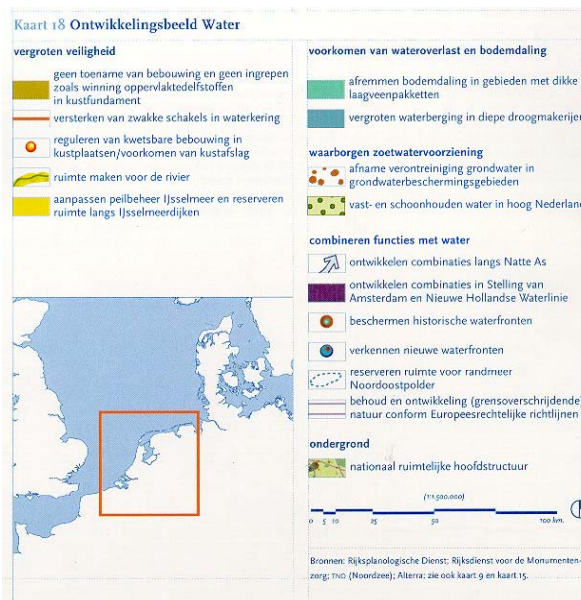 Kaart 18 Ontwikkelingsbeeld Water
vergroten veiligheid
geen toename van bebouwing en geen ingrepen
zoals winning oppervlaktedelfstoffen
in kustfundament
versterken van zwakke schakels in waterkering
reguleren van kwetsbare bebouwing in
kustplaatsen/voorkomen van kustafslag
ruimte maken voor de rivier
aanpassen peilbeheer IJsselmeer en reserveren
ruimte langs IJsselmeerdijken
voorkomen van wateroverlast en bodemdaling
afremmen bodemdaling in gebieden met dikke
laagveenpakketten
vergroten waterberging in diepe droogmakerijen
waarborgen zoetwatervoorziening
afname verontreiniging grondwater in
grondwaterbeschermingsgebieden
vast- en schoonhouden water in hoog Nederland
combineren functies met water
ontwikkelen combinaties langs Natte As
ontwikkelen combinaties in Stelling van
Amsterdam en Nieuwe Hollandse Waterlinie
beschermen historische waterfronten
verkennen nieuwe waterfronten
reserveren ruimte voor randmeer
Noordoostpolder
behoud en ontwikkeling (grensoverschrijdende)
natuur conform Europeesrechtelijke richtlijnen
ondergrond
nationaal ruimtelijke hoofdstructuur
(1:1.500.000)
0 5 10 25 50 100 km.
Bronnen: Rijksplanologische Dienst; Rijksdienst voor de Monumenten-
zorg; TNO (Noordzee); Alterra; zie ook kaart 9 en kaart 15.